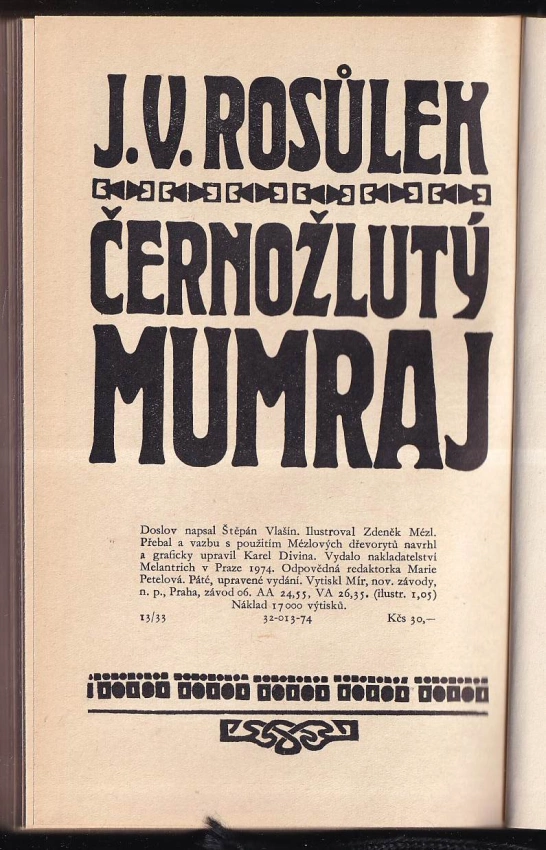 J.V. ROSŮLEK
ČERNOŽLUTÝ
MUMRAJ
Doslov napsal Štěpán Vlašín. Ilustroval Zdeněk Mézl.
Přebal a vazbu s použitím Mézlových dřevorytů navrhl
a graficky upravil Karel Divina. Vydalo nakladatelství
Melantrich v Praze 1974. Odpovědná redaktorka Marie
Petelová. Páté, upravené vydání. Vytiskl Mír, nov. závody,
n. p., Praha, závod 06. AA 24,55, VA 26,35. (ilustr. 1,05)
Náklad 17 000 výtisků.
13/33 32-013-74 Kčs 30,—